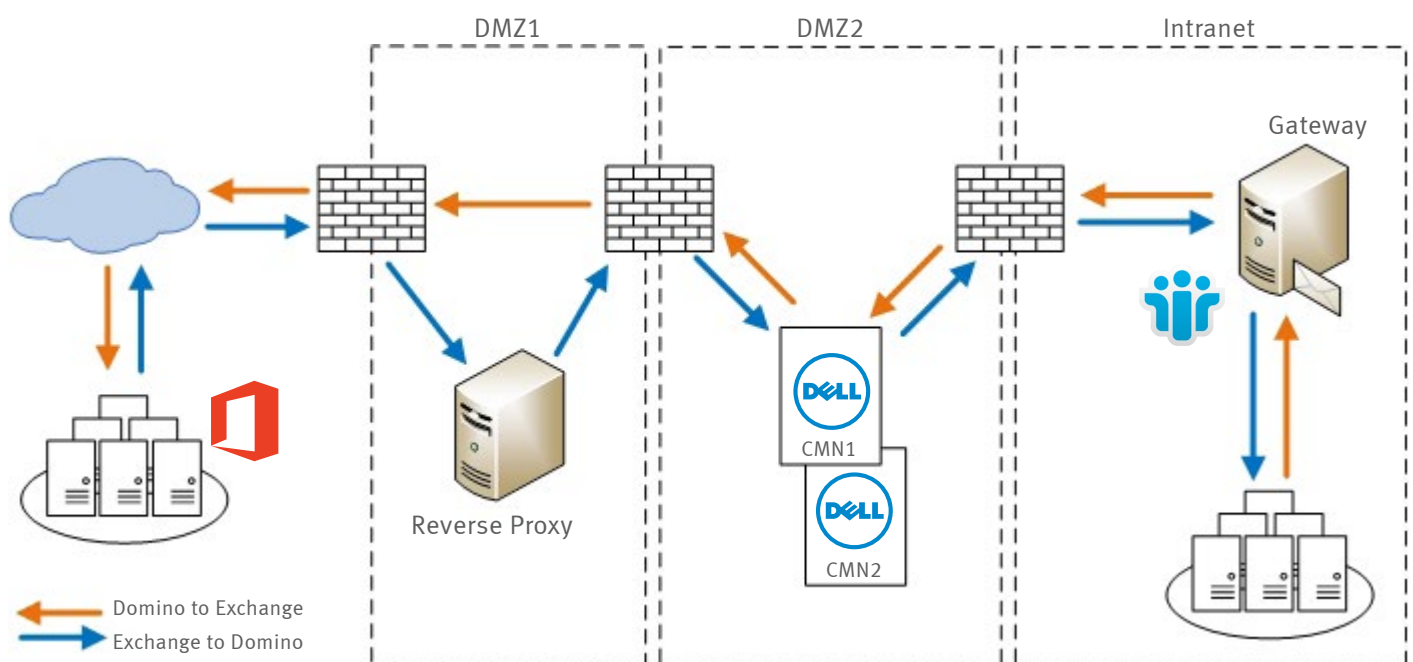 DMZ1
DMZ2
Intranet
Gateway
DELL
CMN1
DELL
CMN2
Reverse Proxy
Domino to Exchange
Exchange to Domino